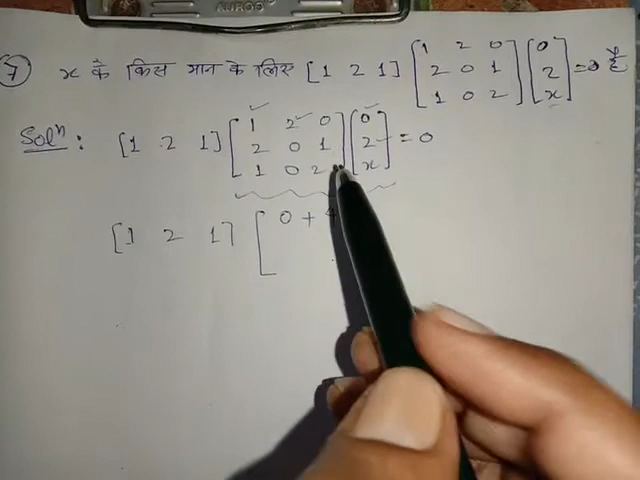 AUROO
7 x के किस मान के लिए [1 2 1] [1 2 0 [0
2 0 1 2 =0 है
1 0 2] x]
Solⁿ : [1 2 1] [1 2 0 [0
2 0 1 2 = 0
1 0 2] x]
[1 2 1] [0 + 4